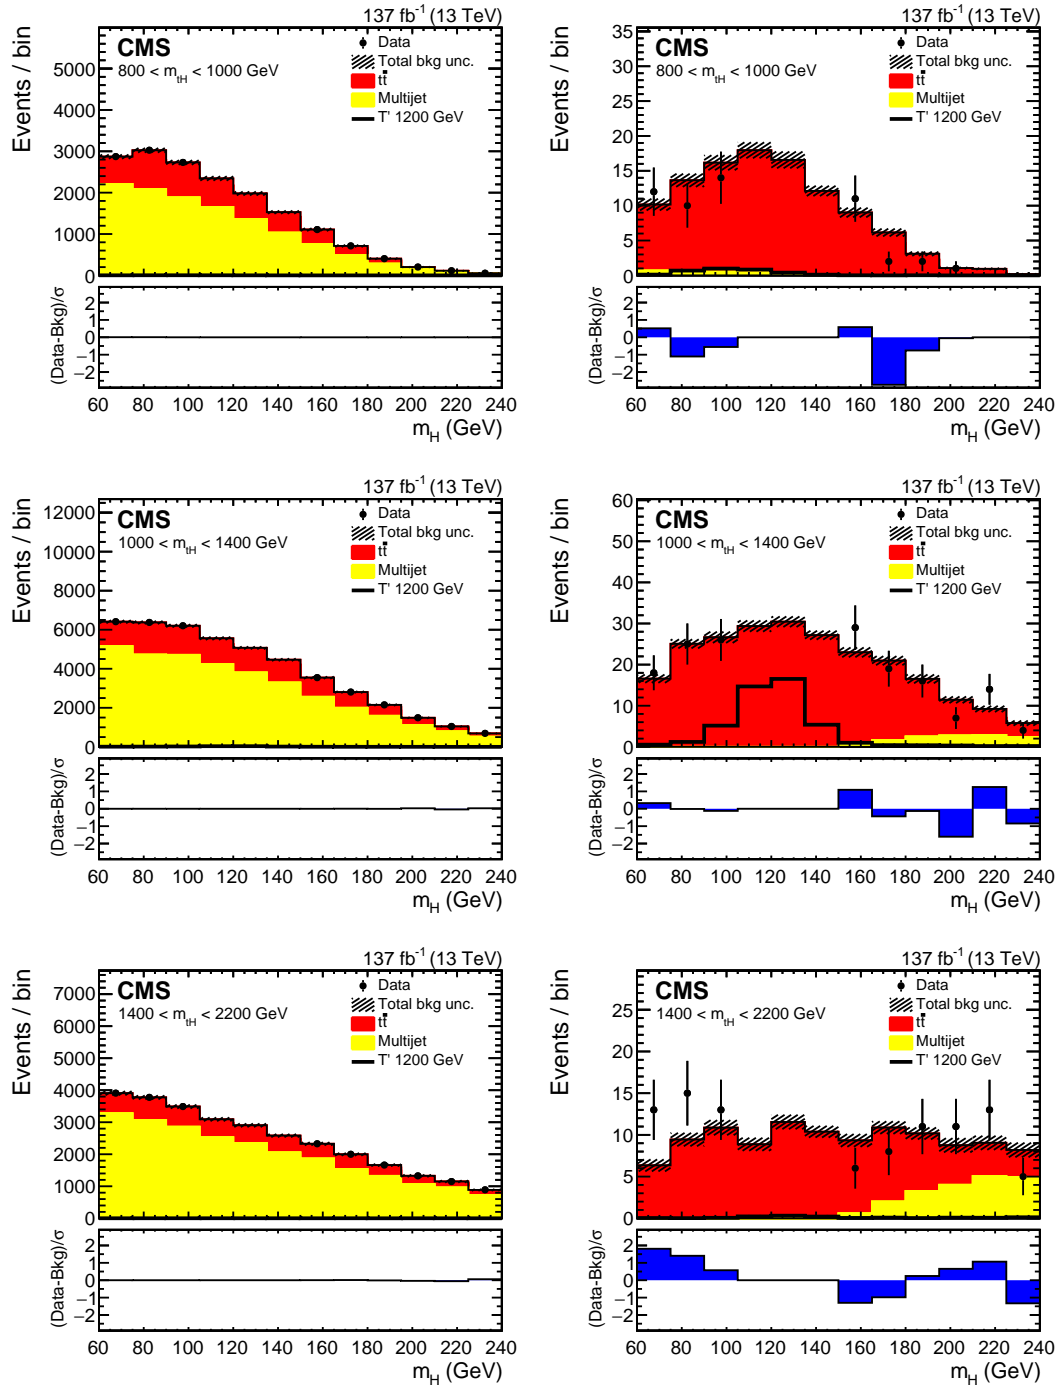 137 fb-1 (13 TeV)
CMS
800 < mtH < 1000 GeV
Data
Total bkg unc.
tt̄
Multijet
T' 1200 GeV
Events / bin
5000
4000
3000
2000
1000
0
(Data-Bkg)/σ
2
1
0
−1
−2
60 80 100 120 140 160 180 200 220 240
mH (GeV)
137 fb-1 (13 TeV)
CMS
800 < mtH < 1000 GeV
Data
Total bkg unc.
tt̄
Multijet
T' 1200 GeV
Events / bin
35
30
25
20
15
10
5
0
(Data-Bkg)/σ
2
1
0
−1
−2
60 80 100 120 140 160 180 200 220 240
mH (GeV)
137 fb-1 (13 TeV)
CMS
1000 < mtH < 1400 GeV
Data
Total bkg unc.
tt̄
Multijet
T' 1200 GeV
Events / bin
12000
10000
8000
6000
4000
2000
0
(Data-Bkg)/σ
2
1
0
−1
−2
60 80 100 120 140 160 180 200 220 240
mH (GeV)
137 fb-1 (13 TeV)
CMS
1000 < mtH < 1400 GeV
Data
Total bkg unc.
tt̄
Multijet
T' 1200 GeV
Events / bin
60
50
40
30
20
10
0
(Data-Bkg)/σ
2
1
0
−1
−2
60 80 100 120 140 160 180 200 220 240
mH (GeV)
137 fb-1 (13 TeV)
CMS
1400 < mtH < 2200 GeV
Data
Total bkg unc.
tt̄
Multijet
T' 1200 GeV
Events / bin
7000
6000
5000
4000
3000
2000
1000
0
(Data-Bkg)/σ
2
1
0
−1
−2
60 80 100 120 140 160 180 200 220 240
mH (GeV)
137 fb-1 (13 TeV)
CMS
1400 < mtH < 2200 GeV
Data
Total bkg unc.
tt̄
Multijet
T' 1200 GeV
Events / bin
25
20
15
10
5
0
(Data-Bkg)/σ
2
1
0
−1
−2
60 80 100 120 140 160 180 200 220 240
mH (GeV)